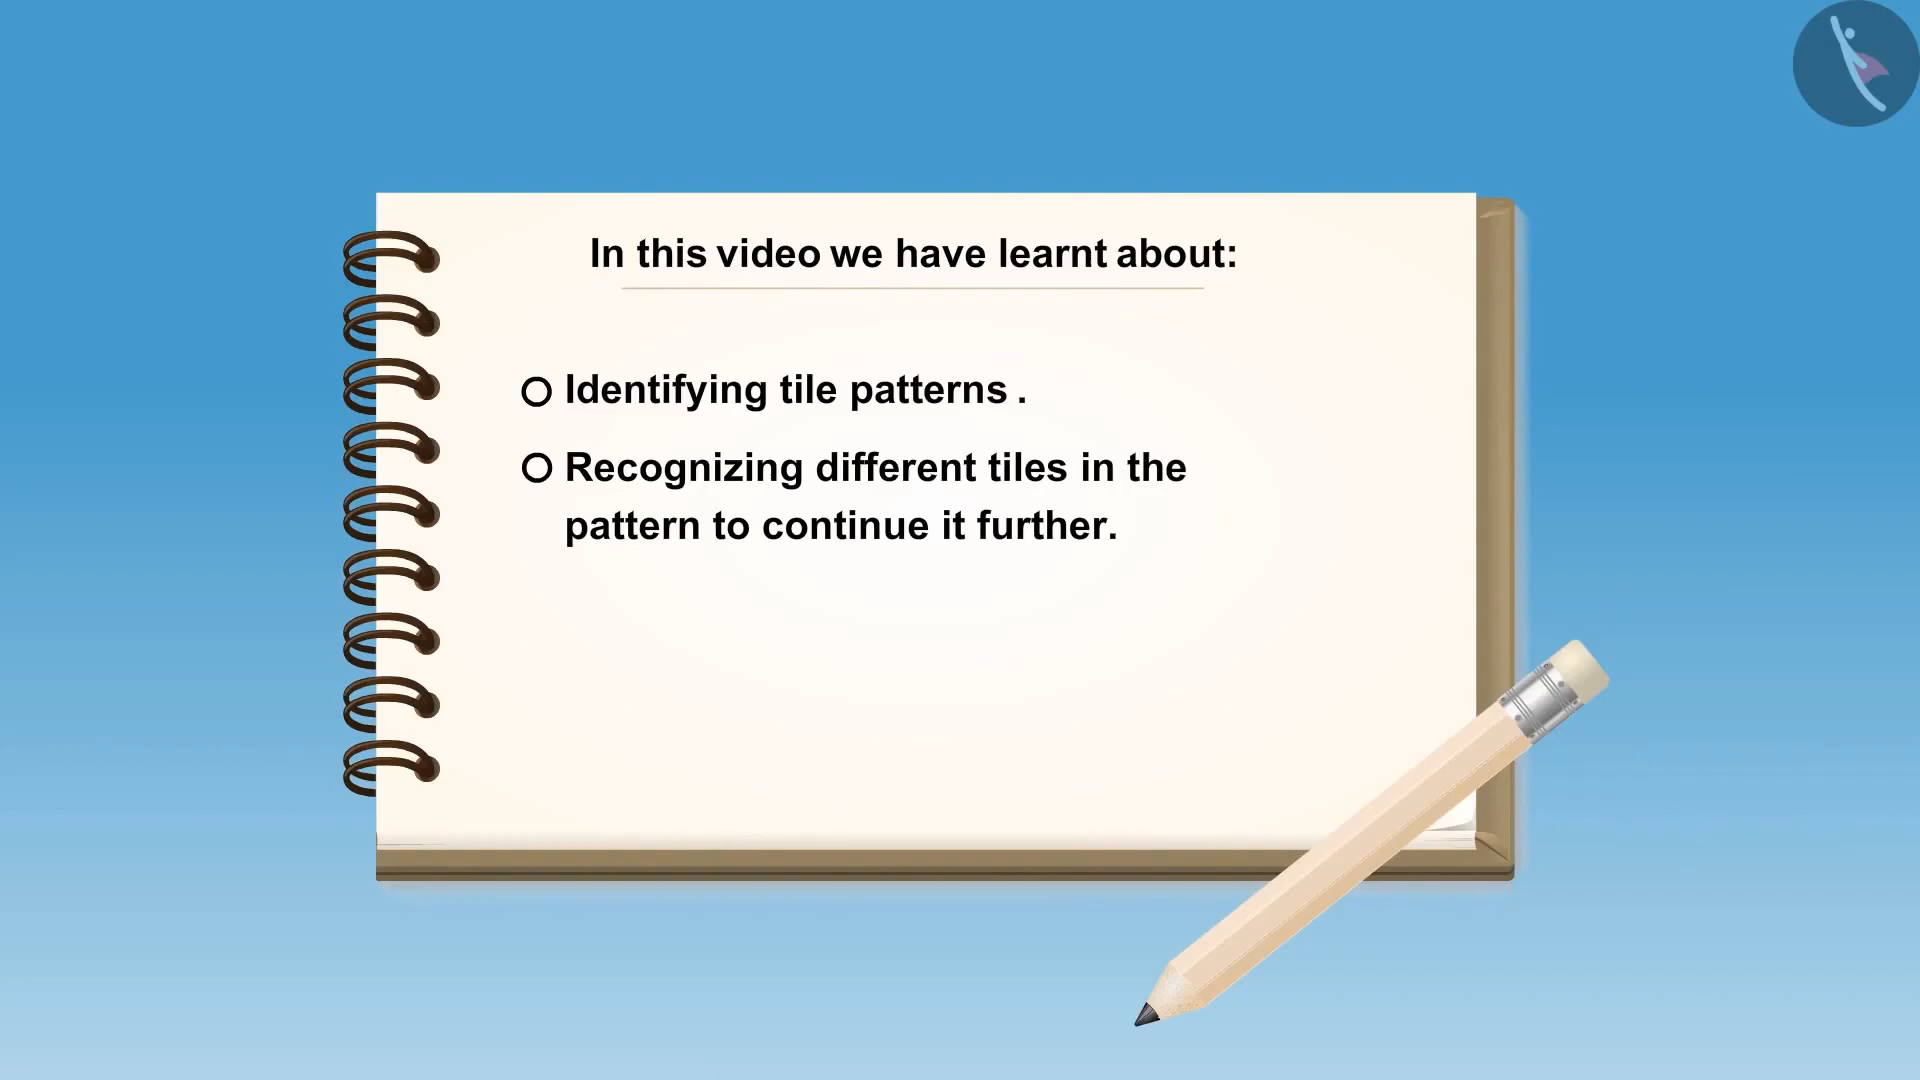 In this video we have learnt about:
Identifying tile patterns .
Recognizing different tiles in the
pattern to continue it further.